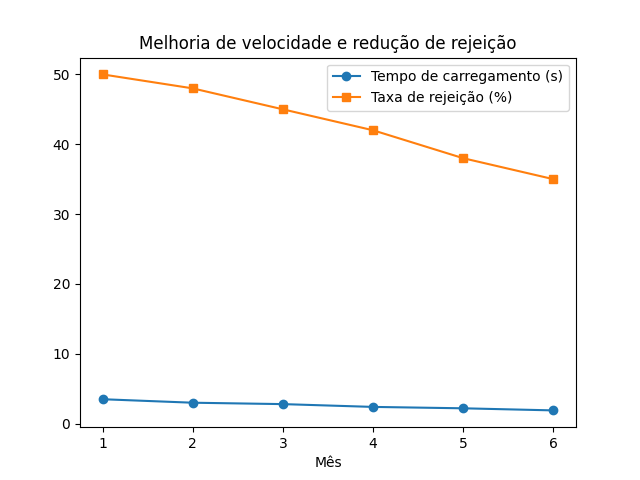 Melhoria de velocidade e redução de rejeição
Tempo de carregamento (s)
Taxa de rejeição (%)
50
40
30
20
10
0
1 2 3 4 5 6
Mês